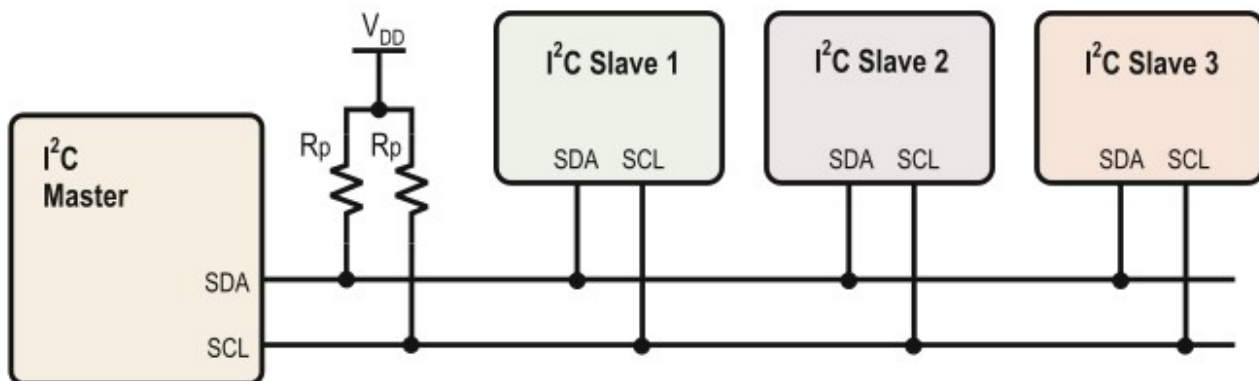 V_DD
I²C Slave 1
I²C Slave 2
I²C Slave 3
I²C
Master
Rp
Rp
SDA
SCL
SDA
SCL
SDA
SCL
SDA
SCL